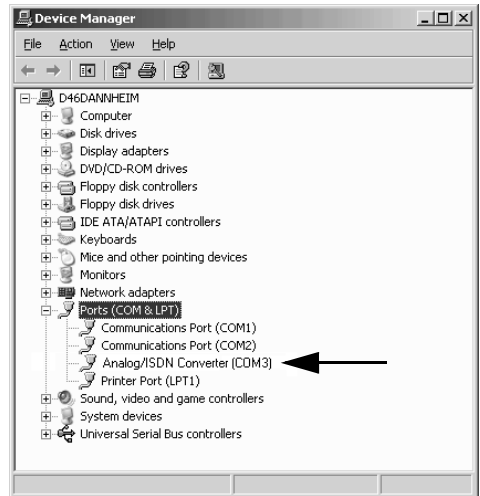 Device Manager
File Action View Help
D46DANNHEIM
Computer
Disk drives
Display adapters
DVD/CD-ROM drives
Floppy disk controllers
Floppy disk drives
IDE ATA/ATAPI controllers
Keyboards
Mice and other pointing devices
Monitors
Network adapters
Ports (COM & LPT)
Communications Port (COM1)
Communications Port (COM2)
Analog/ISDN Converter (COM3)
Printer Port (LPT1)
Sound, video and game controllers
System devices
Universal Serial Bus controllers